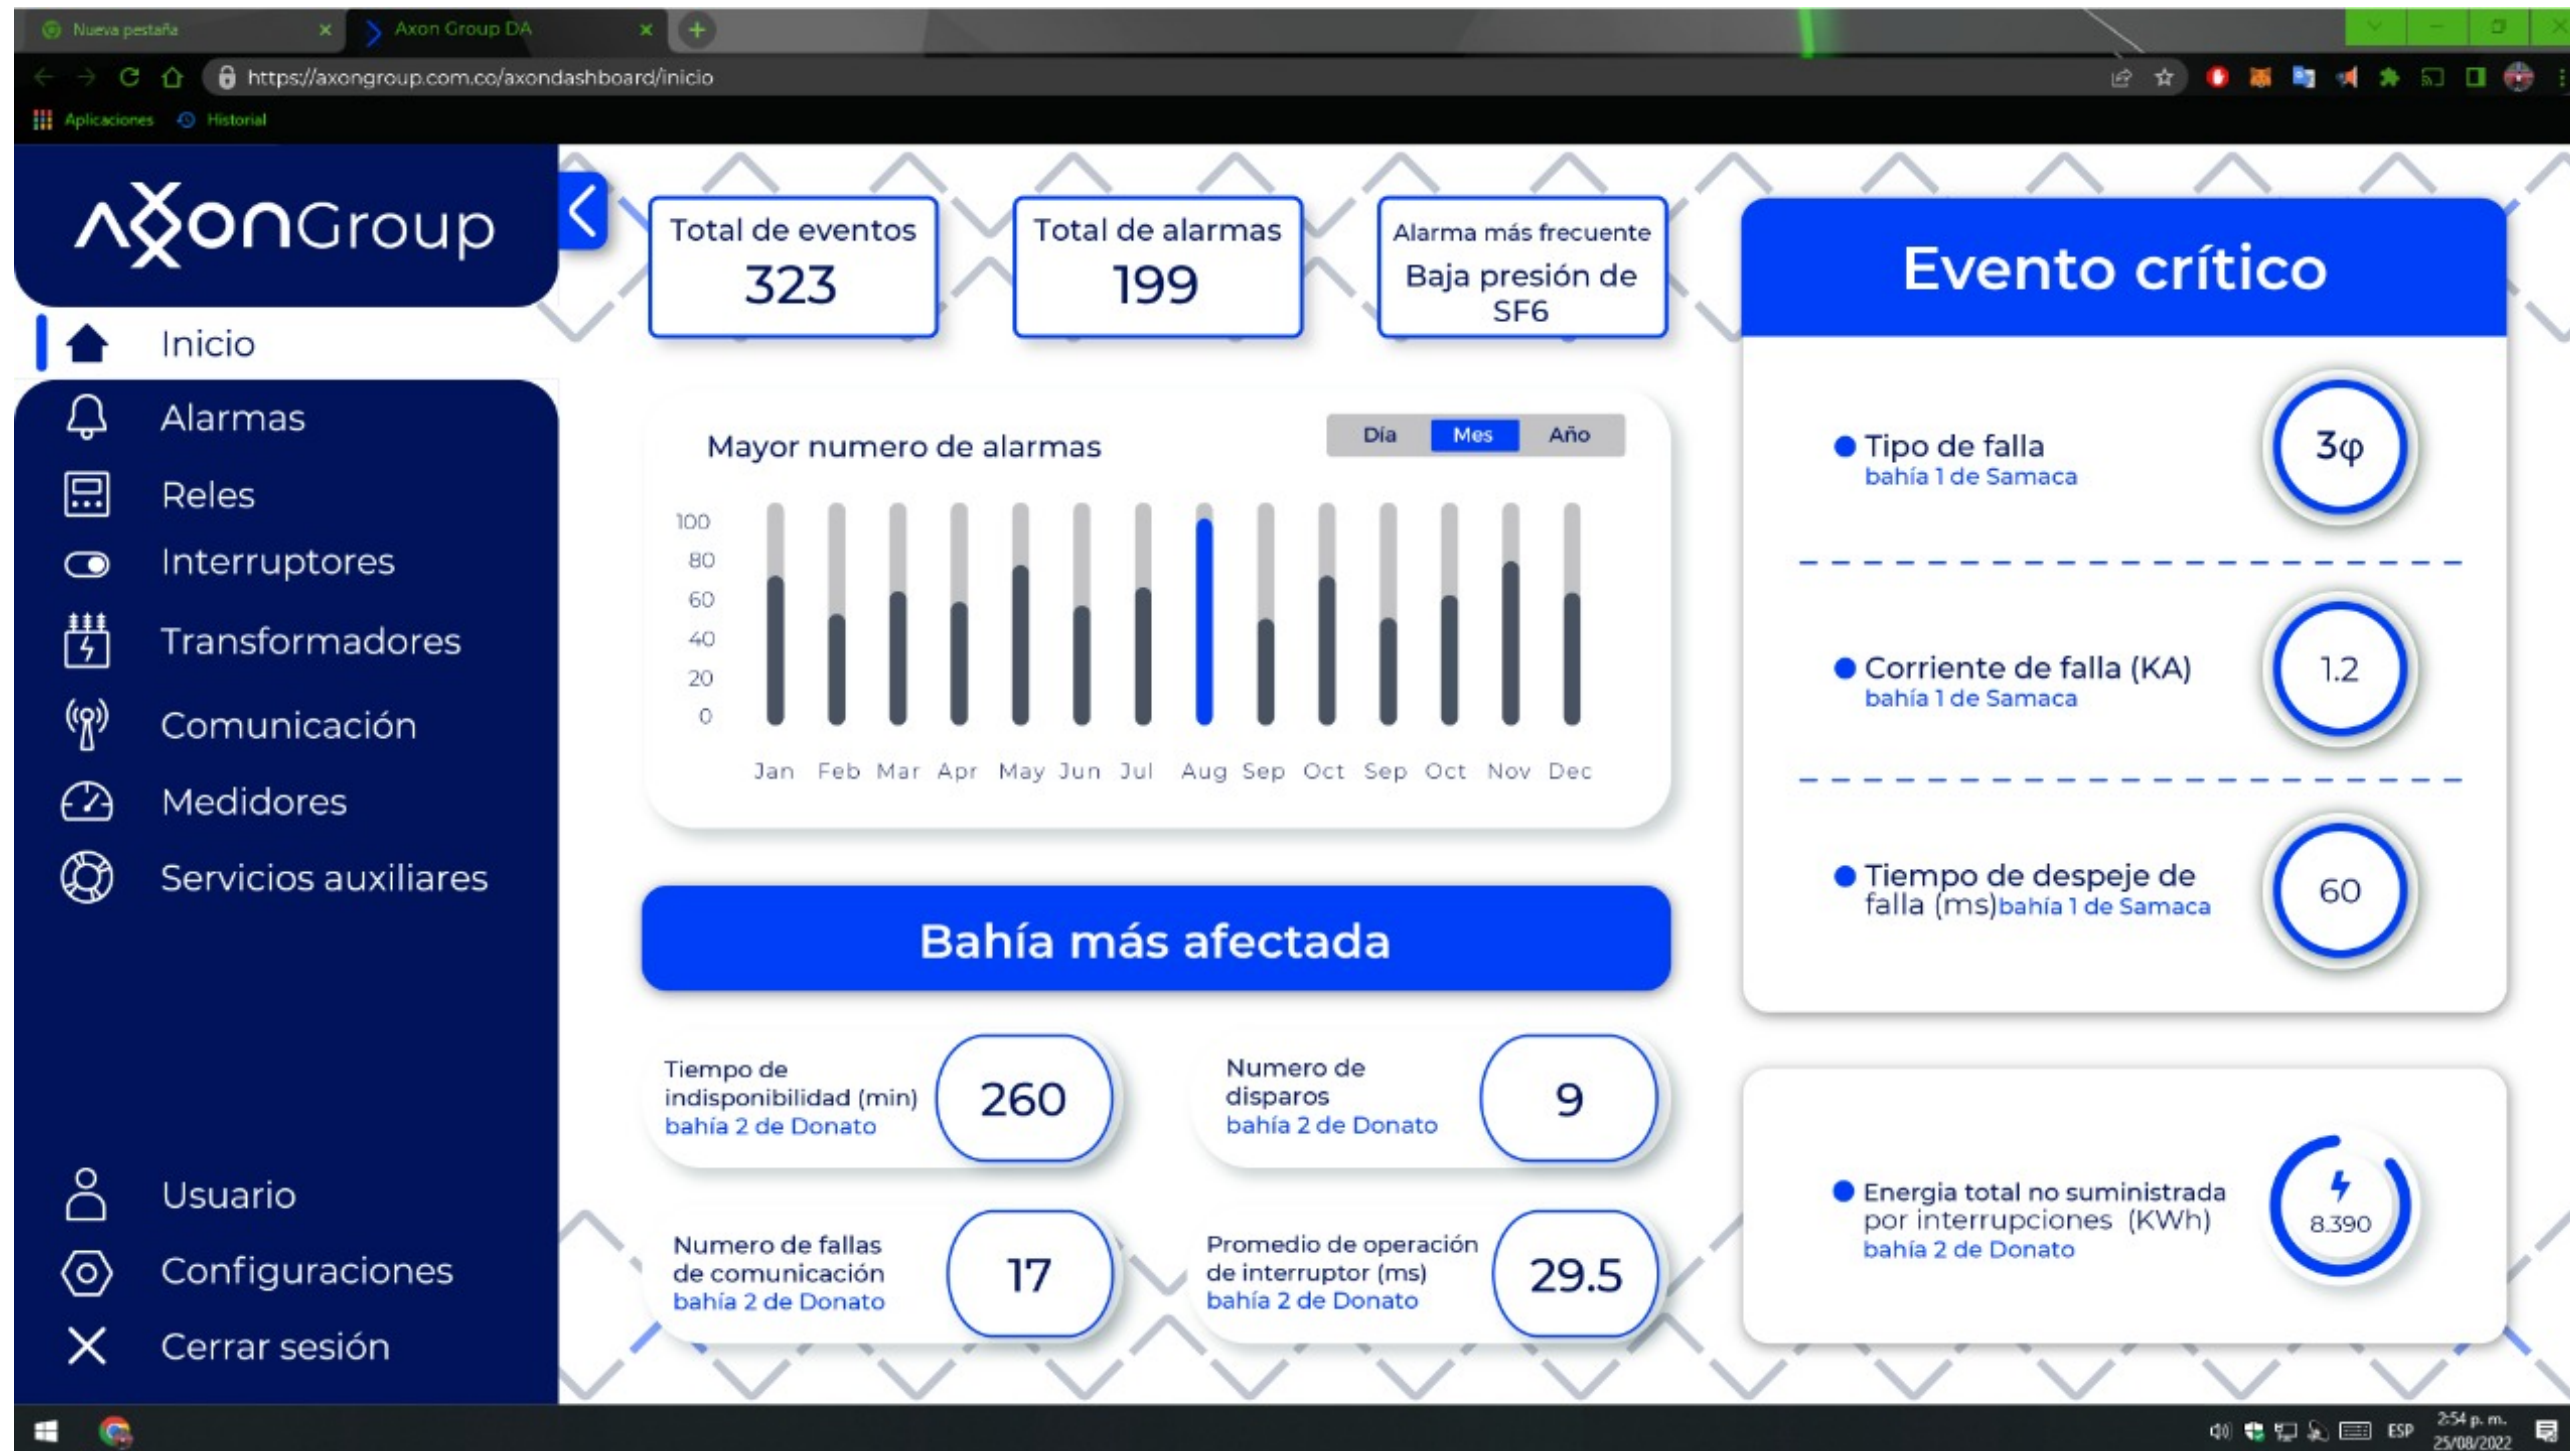 Nueva pestaña
Axon Group DA
https://axongroup.com.co/axondashboard/inicio
Aplicaciones
Historial
AXonGroup
Inicio
Alarmas
Reles
Interruptores
Transformadores
Comunicación
Medidores
Servicios auxiliares
Usuario
Configuraciones
Cerrar sesión
Total de eventos
323
Total de alarmas
199
Alarma más frecuente
Baja presión de
SF6
Mayor numero de alarmas
Día Mes Año
100
80
60
40
20
0
Jan Feb Mar Apr May Jun Jul Aug Sep Oct Sep Oct Nov Dec
Bahía más afectada
Tiempo de
indisponibilidad (min)
bahía 2 de Donato
260
Numero de
disparos
bahía 2 de Donato
9
Numero de fallas
de comunicación
bahía 2 de Donato
17
Promedio de operación
de interruptor (ms)
bahía 2 de Donato
29.5
Evento crítico
Tipo de falla
bahía 1 de Samaca
3φ
Corriente de falla (KA)
bahía 1 de Samaca
1.2
Tiempo de despeje de
falla (ms)bahía 1 de Samaca
60
Energia total no suministrada
por interrupciones (KWh)
bahía 2 de Donato
8.390
ESP
2:54 p. m.
25/08/2022